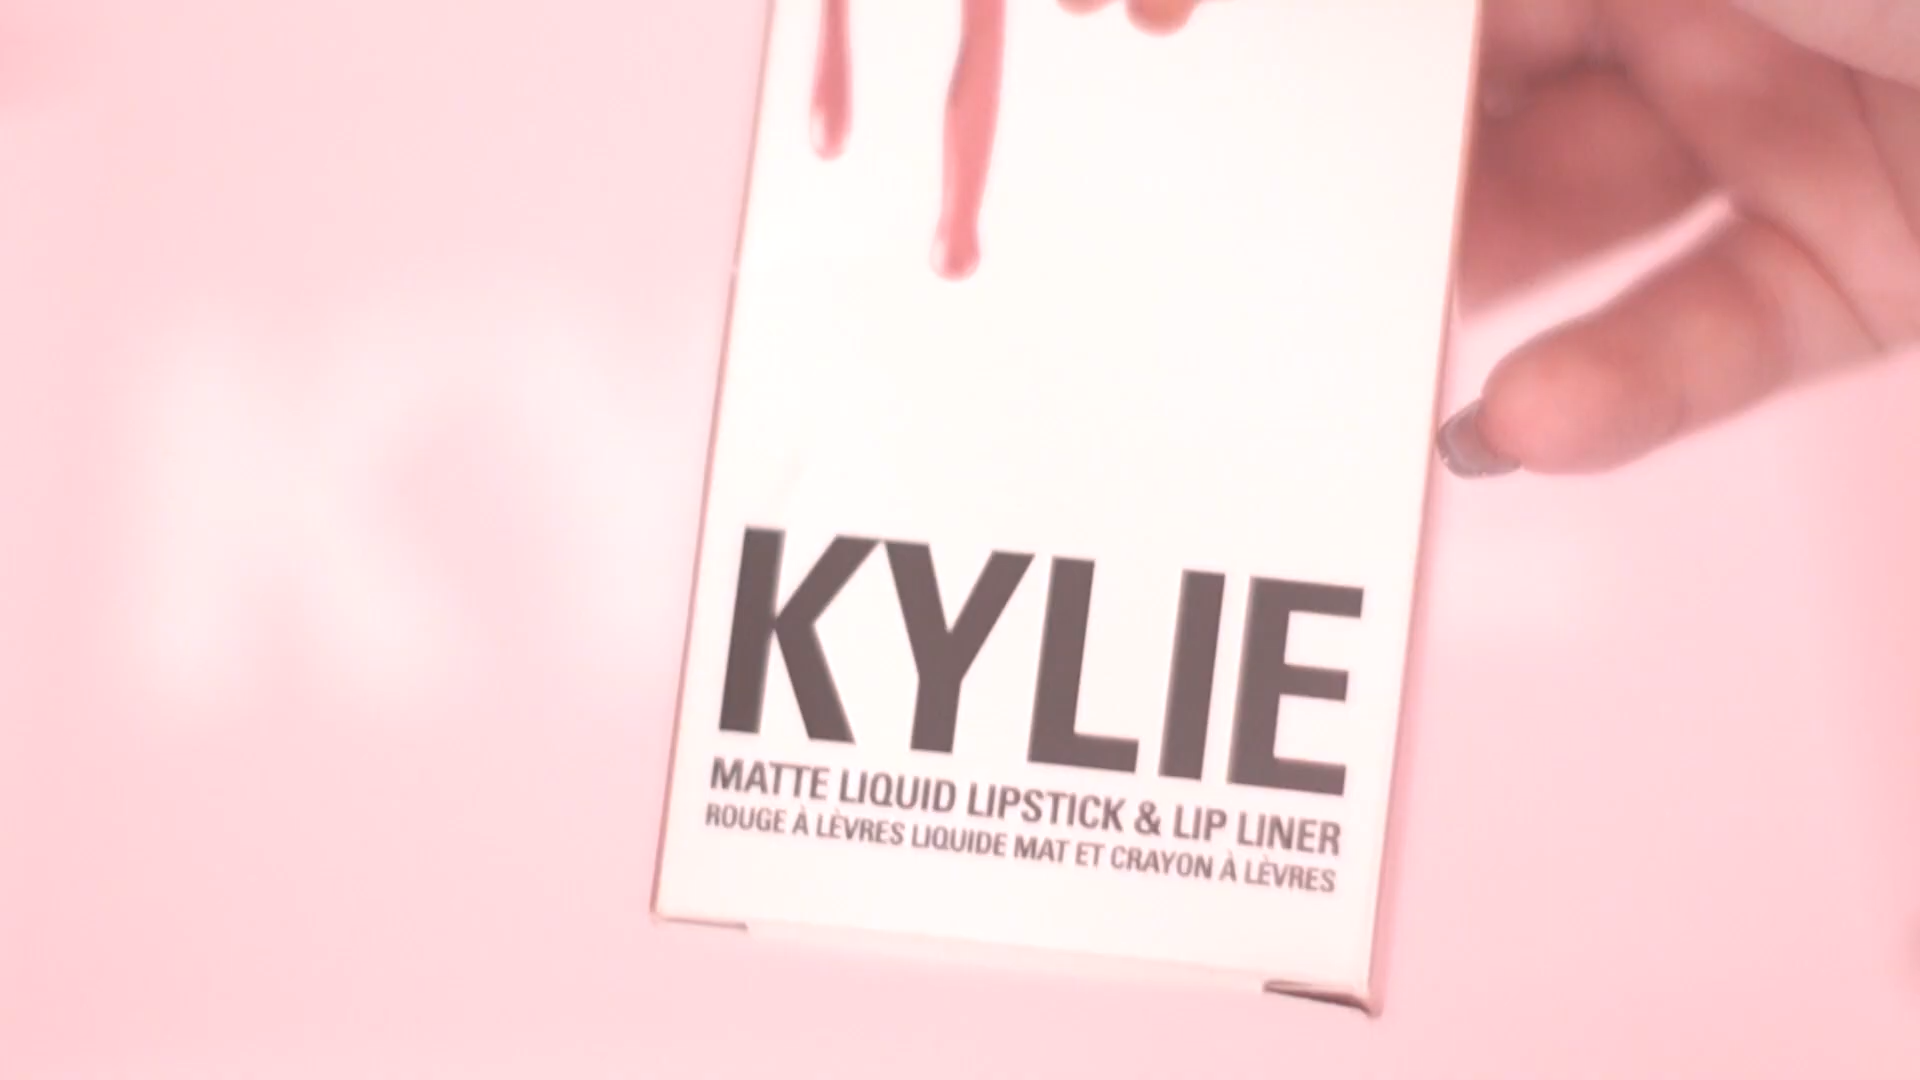 KYLIE
MATTE LIQUID LIPSTICK & LIP LINER
ROUGE À LÈVRES LIQUIDE MAT ET CRAYON À LÈVRES